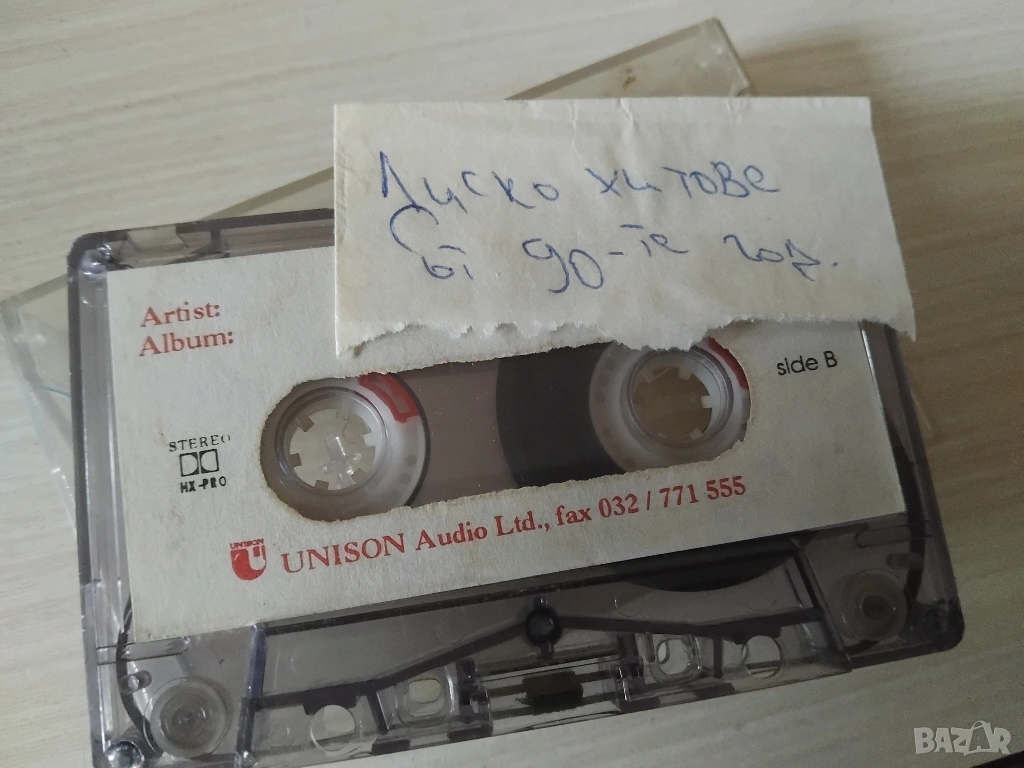 Диско хитове
от 90-те год.
Artist:
Album:
side B
STEREO
HX-PRO
UNISON
UNISON Audio Ltd., fax 032 / 771 555
BAZAR